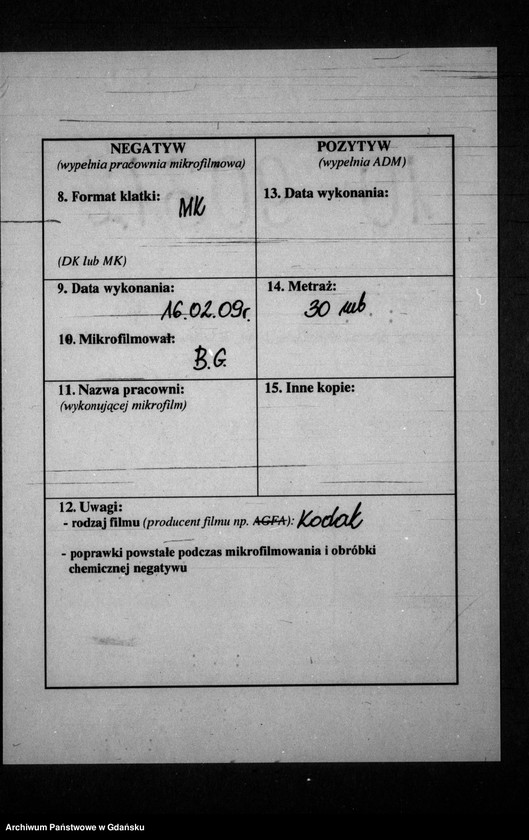 NEGATYW
(wypełnia pracownia mikrofilmowa)
8. Format klatki:
MK
(DK lub MK)
9. Data wykonania:
16.02.09r.
10. Mikrofilmował:
B.G.
11. Nazwa pracowni:
(wykonującej mikrofilm)
POZYTYW
(wypełnia ADM)
13. Data wykonania:
14. Metraż:
30 mb
15. Inne kopie:
12. Uwagi:
- rodzaj filmu (producent filmu np. AGFA): Kodak
- poprawki powstałe podczas mikrofilmowania i obróbki
chemicznej negatywu
Archiwum Państwowe w Gdańsku